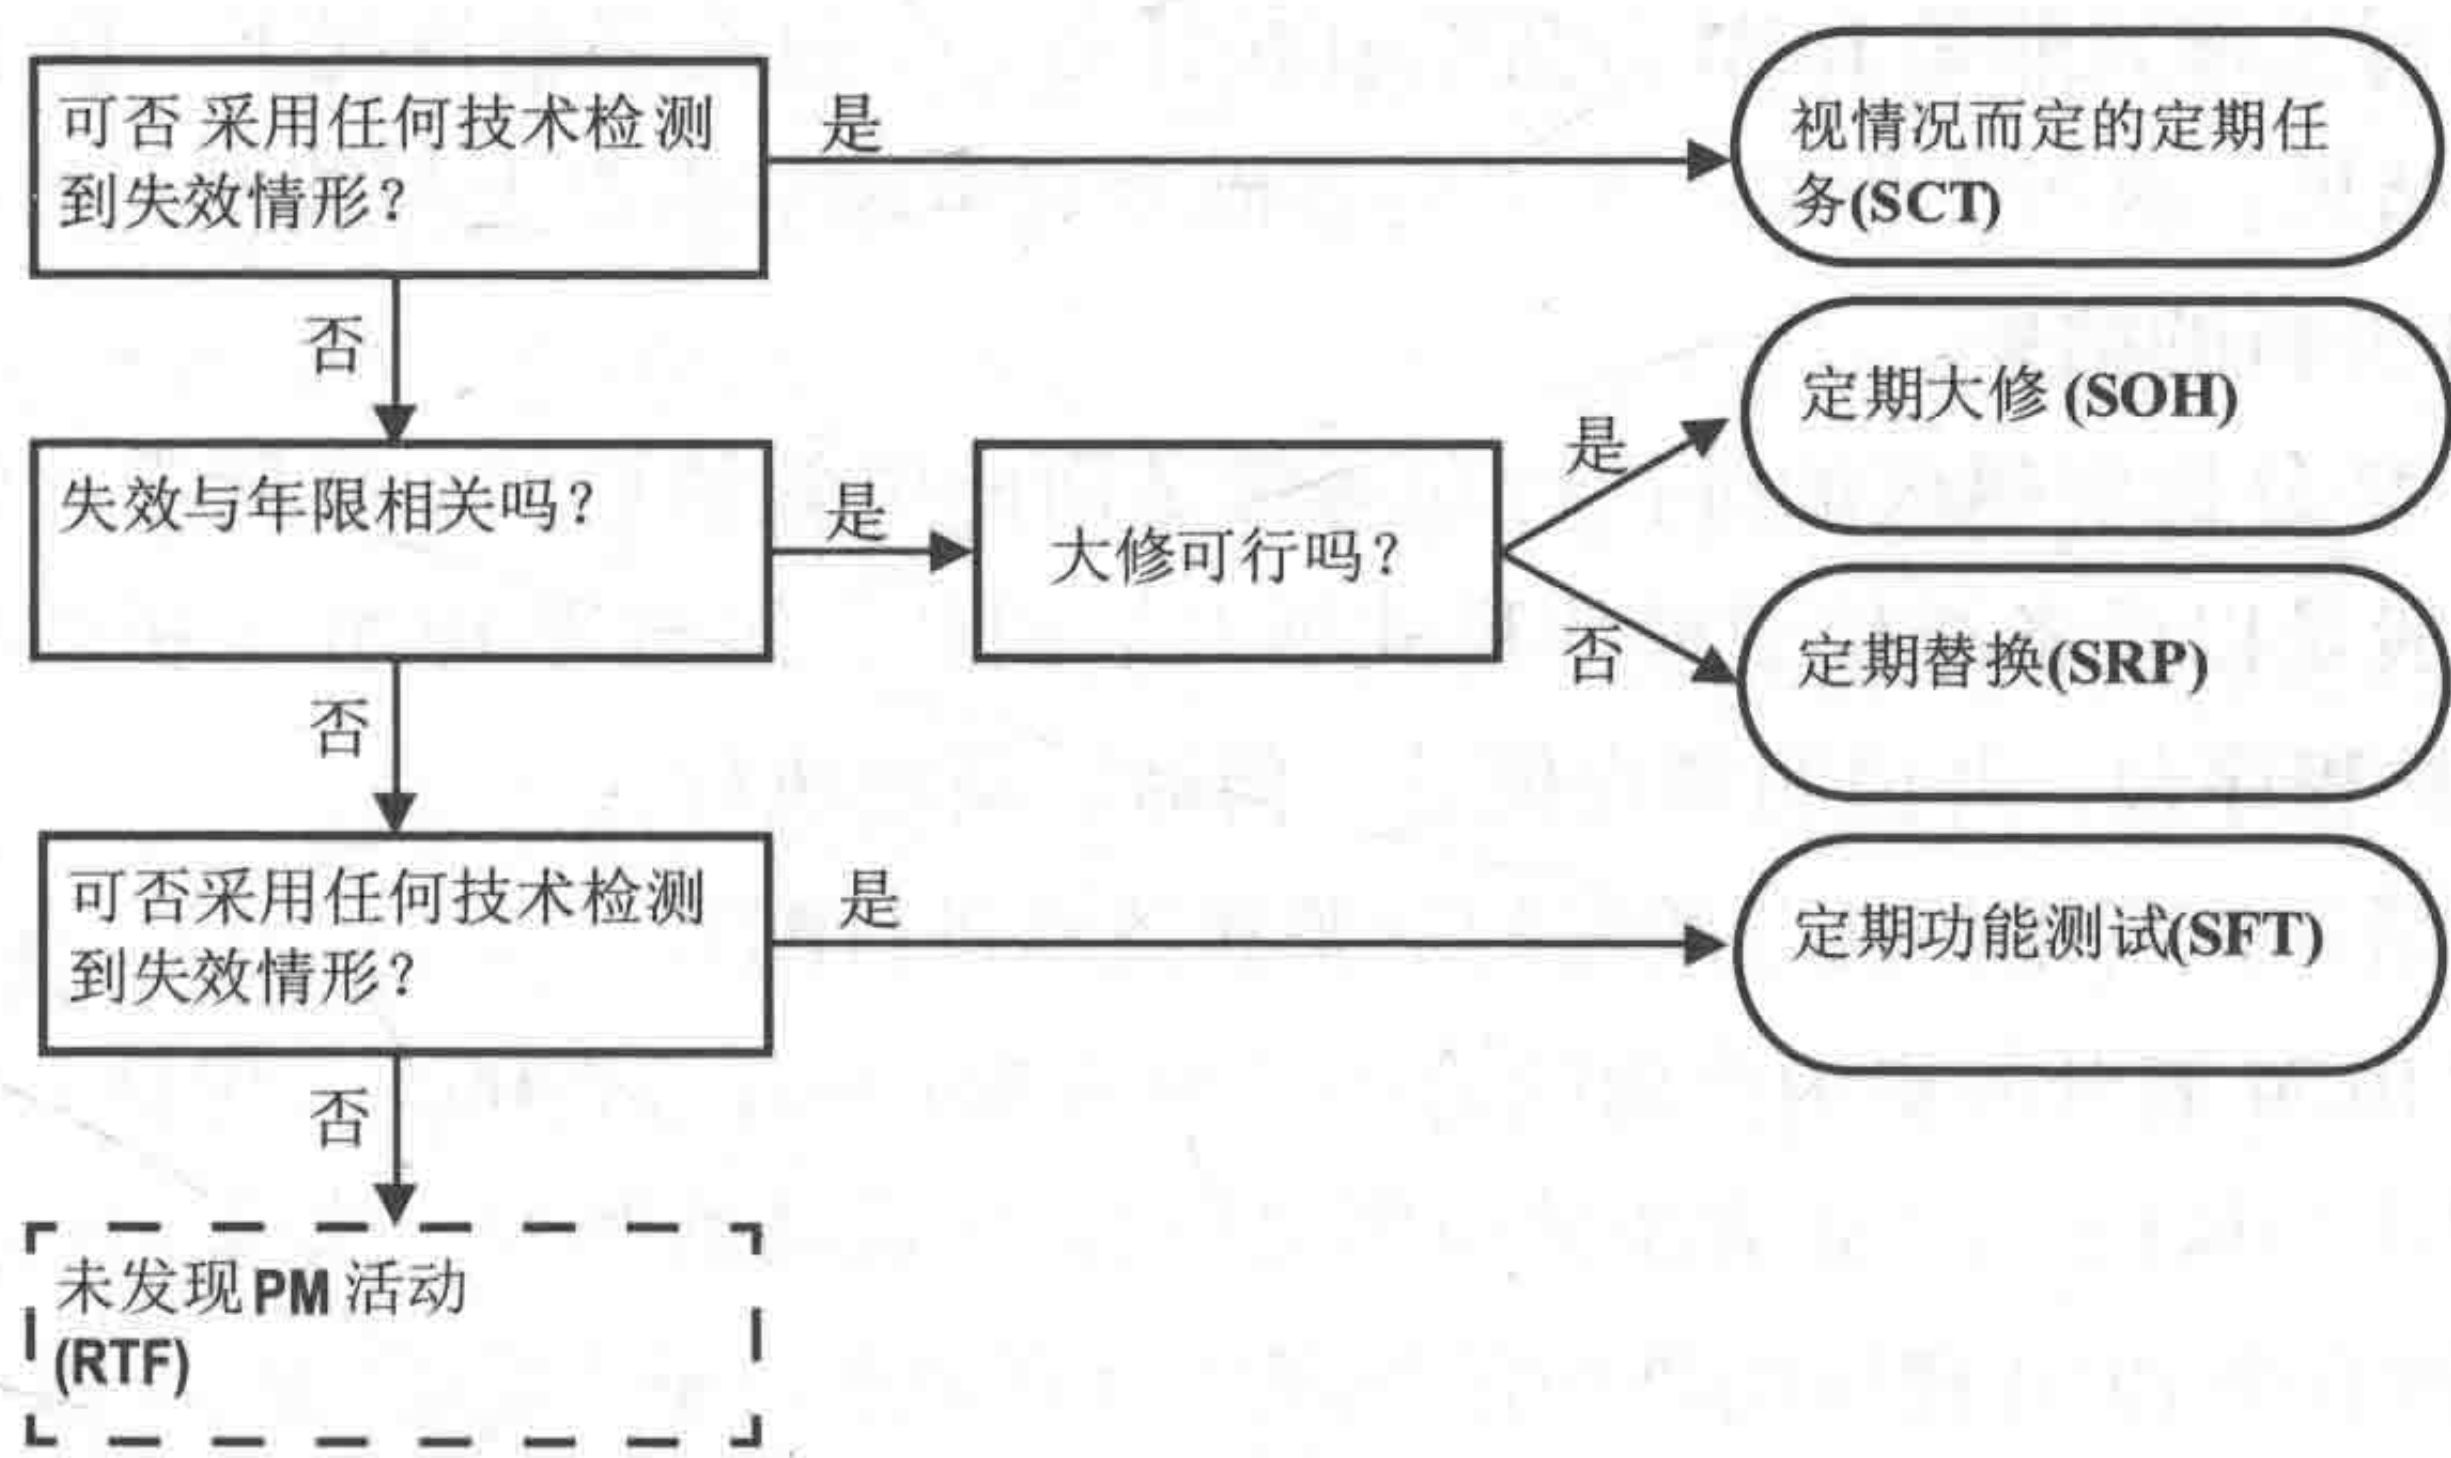 可否 采用任何技术检测
到失效情形?
是
视情况而定的定期任
务(SCT)
否
失效与年限相关吗?
是
大修可行吗?
是
定期大修 (SOH)
否
定期替换(SRP)
否
可否采用任何技术检测
到失效情形?
是
定期功能测试(SFT)
否
未发现PM 活动
(RTF)